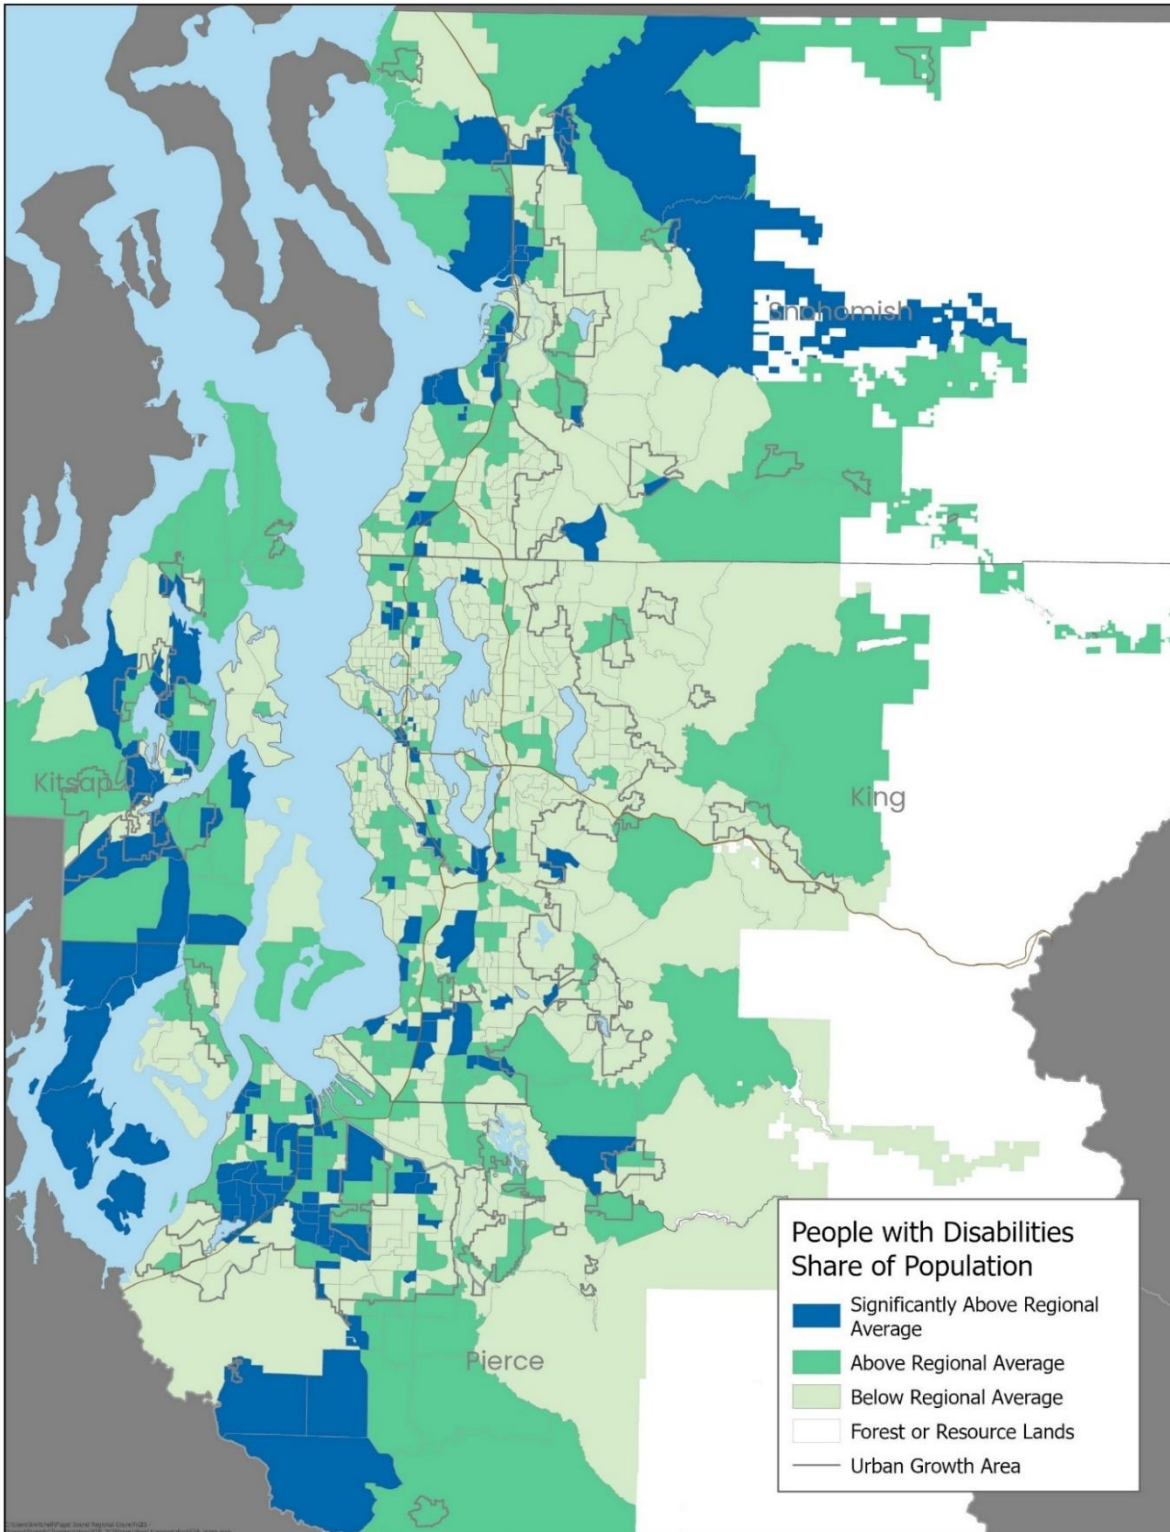 Snohomish
Kitsap
King
Pierce
People with Disabilities
Share of Population
Significantly Above Regional
Average
Above Regional Average
Below Regional Average
Forest or Resource Lands
Urban Growth Area